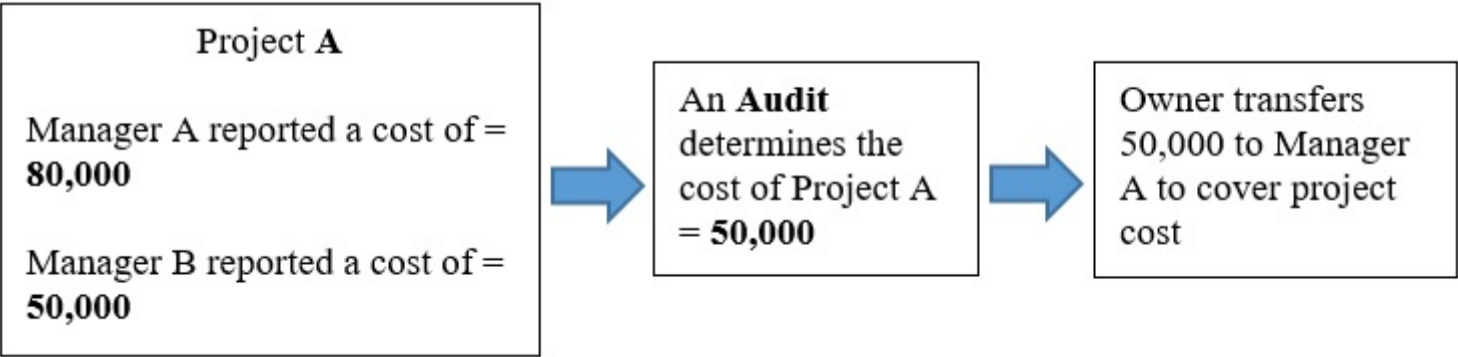 Project A
Manager A reported a cost of =
80,000
Manager B reported a cost of =
50,000
An Audit
determines the
cost of Project A
= 50,000
Owner transfers
50,000 to Manager
A to cover project
cost